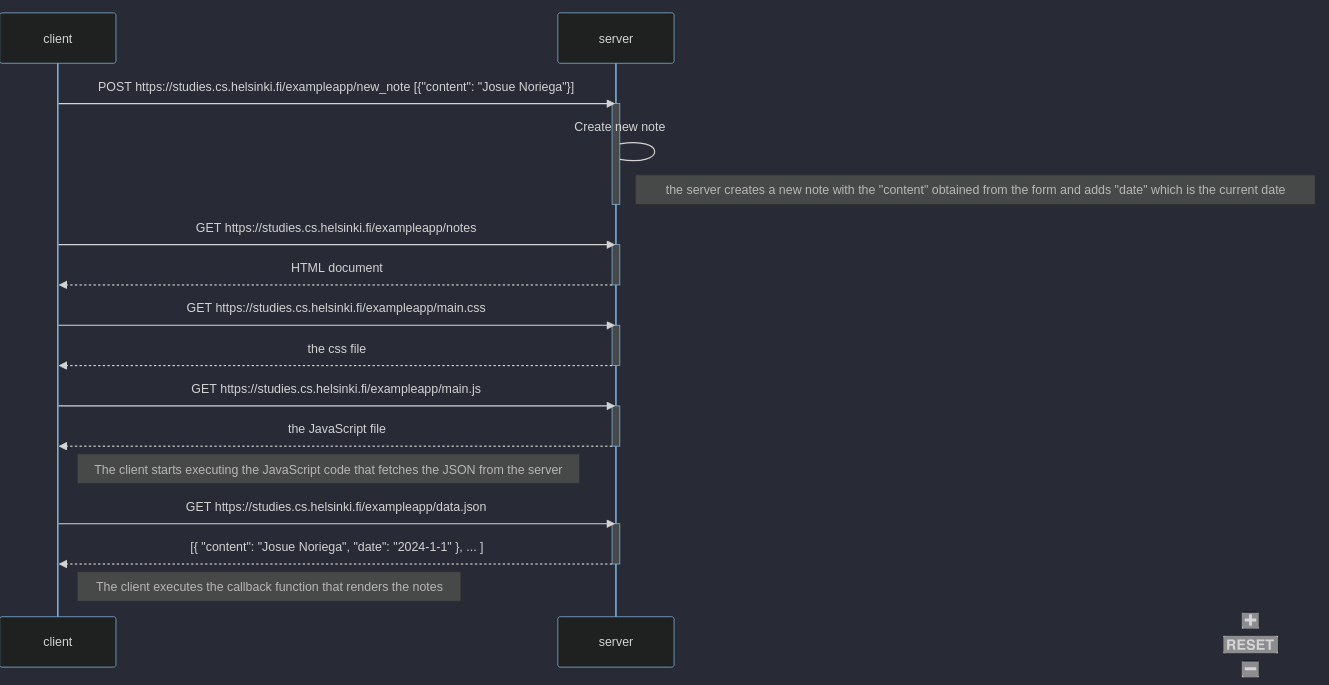 client
server
POST https://studies.cs.helsinki.fi/exampleapp/new_note [{"content": "Josue Noriega"}]
Create new note
the server creates a new note with the "content" obtained from the form and adds "date" which is the current date
GET https://studies.cs.helsinki.fi/exampleapp/notes
HTML document
GET https://studies.cs.helsinki.fi/exampleapp/main.css
the css file
GET https://studies.cs.helsinki.fi/exampleapp/main.js
the JavaScript file
The client starts executing the JavaScript code that fetches the JSON from the server
GET https://studies.cs.helsinki.fi/exampleapp/data.json
[{ "content": "Josue Noriega", "date": "2024-1-1" }, ... ]
The client executes the callback function that renders the notes
client
server
+
RESET
−